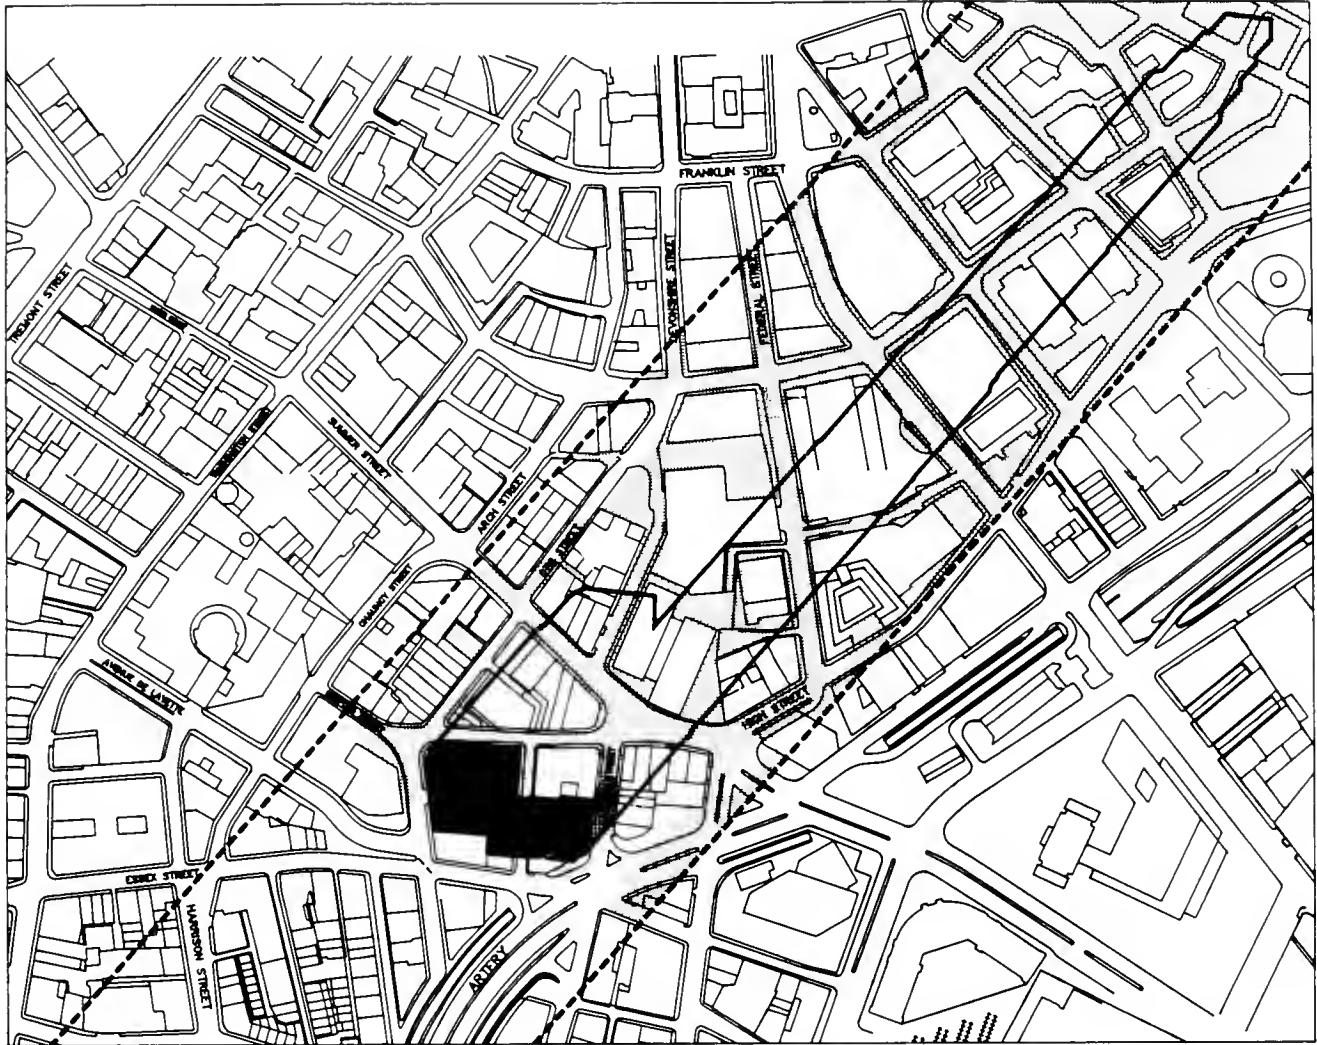 FRANKLIN STREET
TREMONT STREET
DEVONSHIRE STREET
FEDERAL STREET
SUMMER STREET
ARCH STREET
CHAUNCY STREET
AVENUE DE LAFAYETTE
HIGH STREET
ESSEX STREET
HARRISON STREET
ARTERY